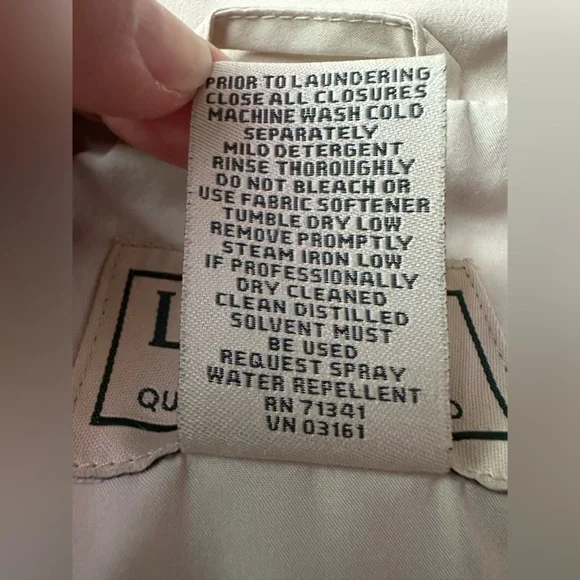 PRIOR TO LAUNDERING
CLOSE ALL CLOSURES
MACHINE WASH COLD
SEPARATELY
MILD DETERGENT
RINSE THOROUGHLY
DO NOT BLEACH OR
USE FABRIC SOFTENER
TUMBLE DRY LOW
REMOVE PROMPTLY
STEAM IRON LOW
IF PROFESSIONALLY
DRY CLEANED
CLEAN DISTILLED
SOLVENT MUST
BE USED
REQUEST SPRAY
WATER REPELLENT
RN 71341
VN 03161